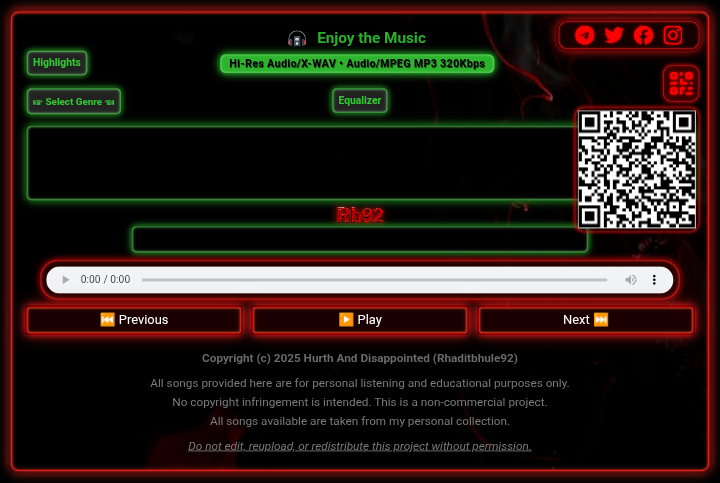 🎧 Enjoy the Music
Highlights
Hi-Res Audio/X-WAV • Audio/MPEG MP3 320Kbps
☞ Select Genre ☜
Equalizer
Rh92
0:00 / 0:00
⏮️ Previous
▶️ Play
Next ⏭️
Copyright (c) 2025 Hurth And Disappointed (Rhaditbhule92)
All songs provided here are for personal listening and educational purposes only.
No copyright infringement is intended. This is a non-commercial project.
All songs available are taken from my personal collection.
Do not edit, reupload, or redistribute this project without permission.